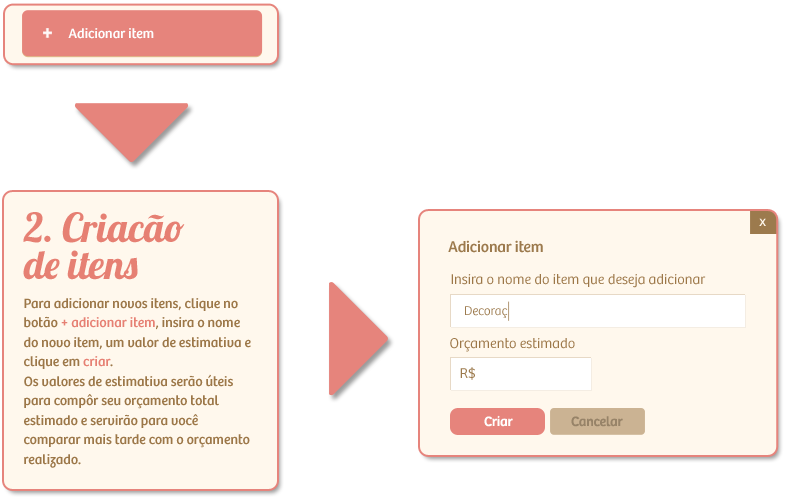 + Adicionar item
2. Criacão
de itens
Para adicionar novos itens, clique no
botão + adicionar item, insira o nome
do novo item, um valor de estimativa e
clique em criar.
Os valores de estimativa serão úteis
para compôr seu orçamento total
estimado e servirão para você
comparar mais tarde com o orçamento
realizado.
X
Adicionar item
Insira o nome do item que deseja adicionar
Decoraç
Orçamento estimado
R$
Criar Cancelar